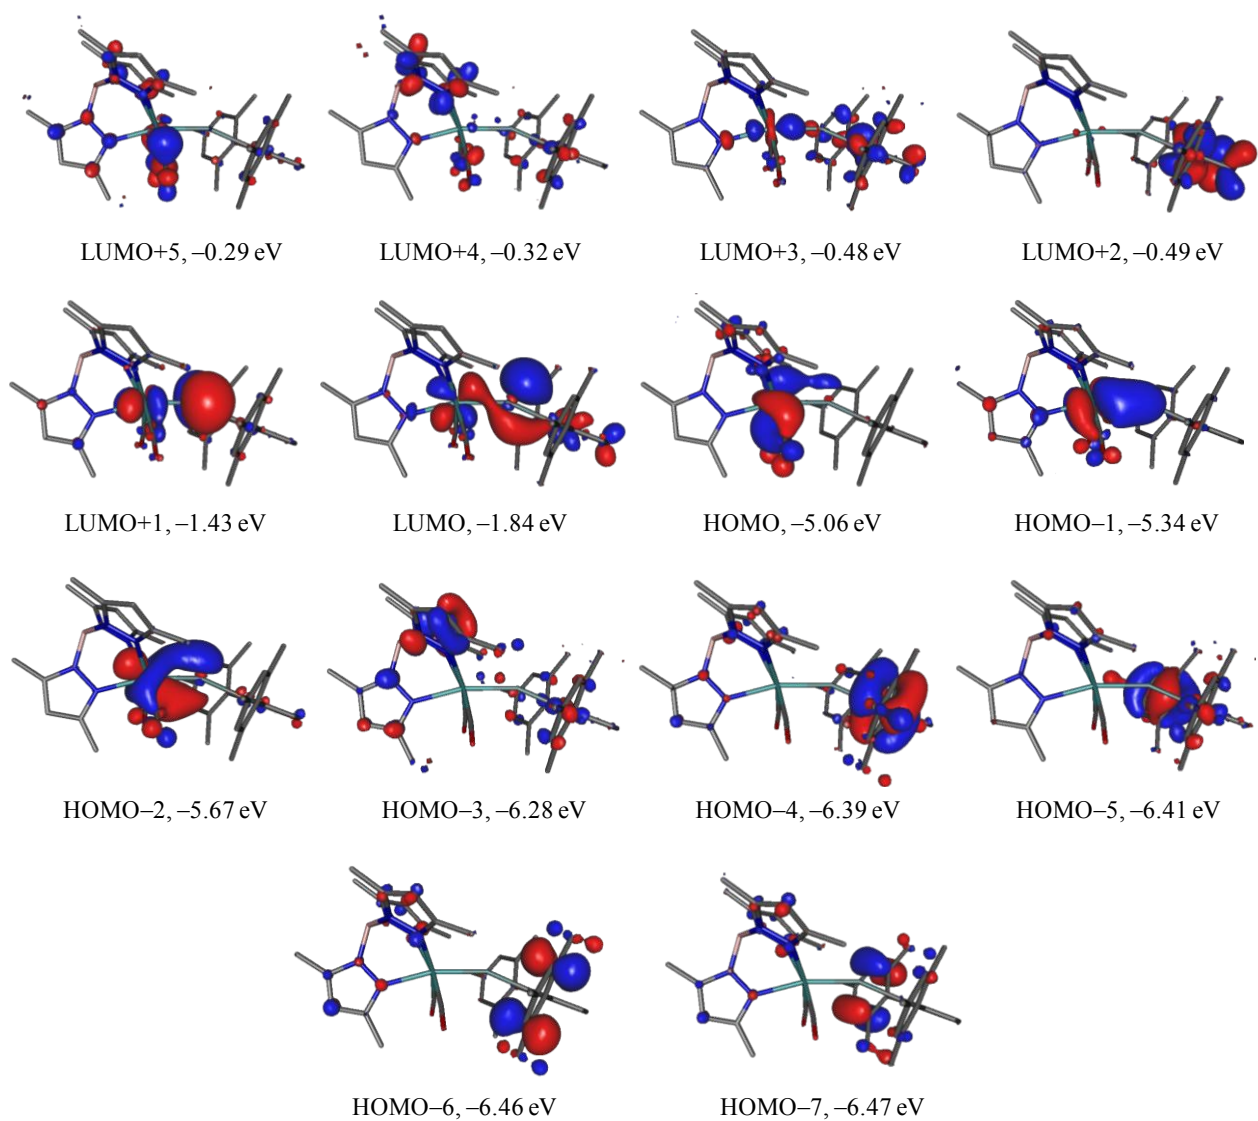 LUMO+5, –0.29 eV
LUMO+4, –0.32 eV
LUMO+3, –0.48 eV
LUMO+2, –0.49 eV
LUMO+1, –1.43 eV
LUMO, –1.84 eV
HOMO, –5.06 eV
HOMO–1, –5.34 eV
HOMO–2, –5.67 eV
HOMO–3, –6.28 eV
HOMO–4, –6.39 eV
HOMO–5, –6.41 eV
HOMO–6, –6.46 eV
HOMO–7, –6.47 eV